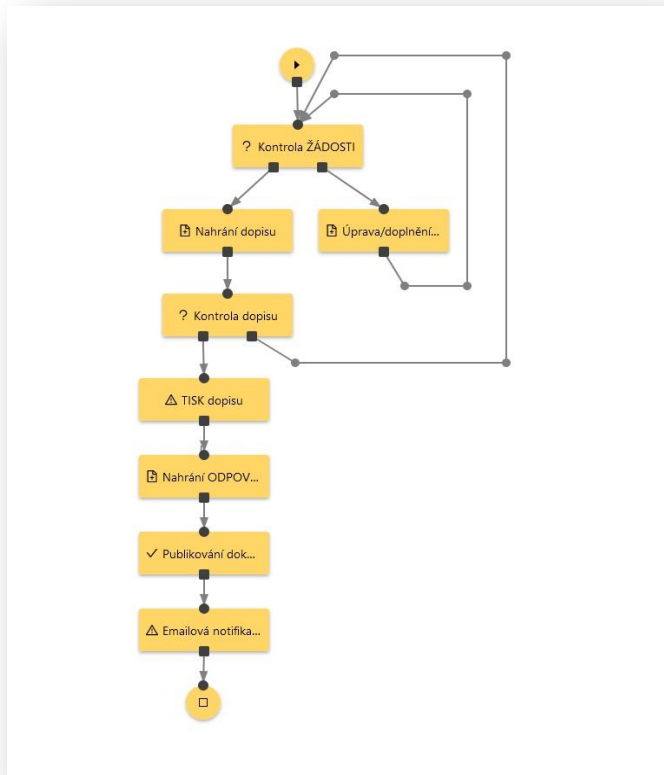 ? Kontrola ŽÁDOSTI
Nahrání dopisu
Úprava/doplnění...
? Kontrola dopisu
TISK dopisu
Nahrání ODPOV...
Publikování dok...
Emailová notifika...